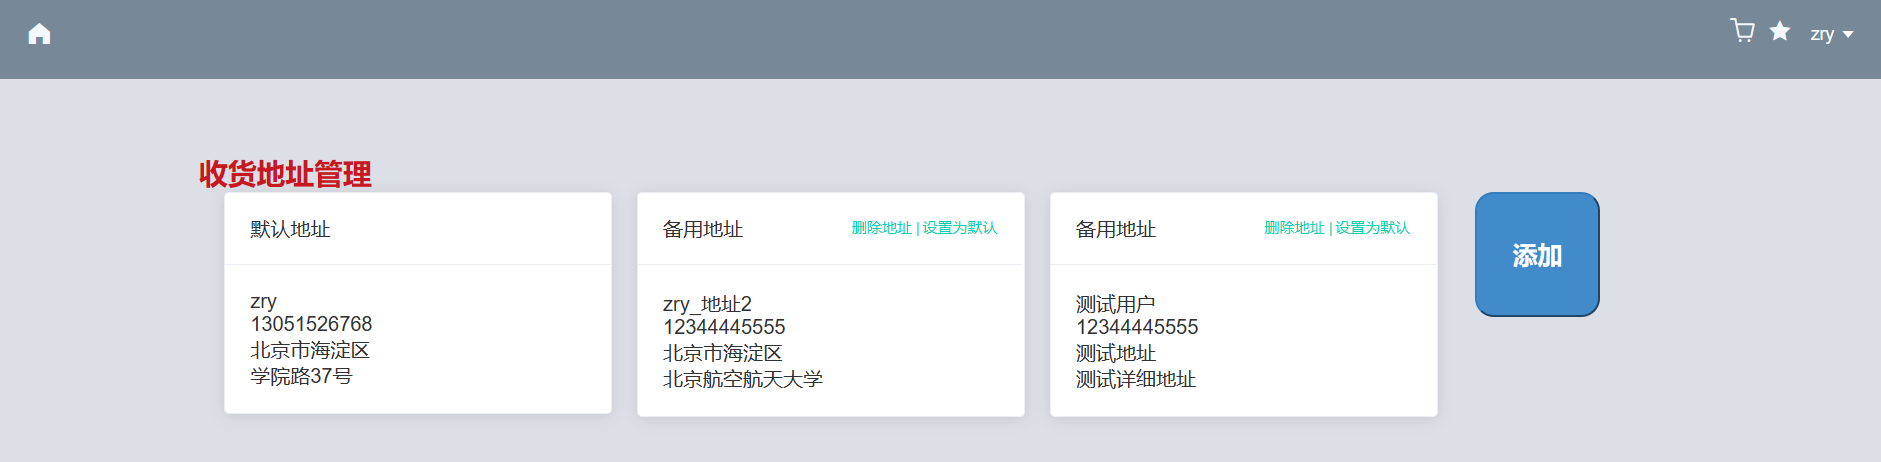 zry
收货地址管理
默认地址
zry
13051526768
北京市海淀区
学院路37号
备用地址
删除地址 | 设置为默认
zry_地址2
12344445555
北京市海淀区
北京航空航天大学
备用地址
删除地址 | 设置为默认
测试用户
12344445555
测试地址
测试详细地址
添加